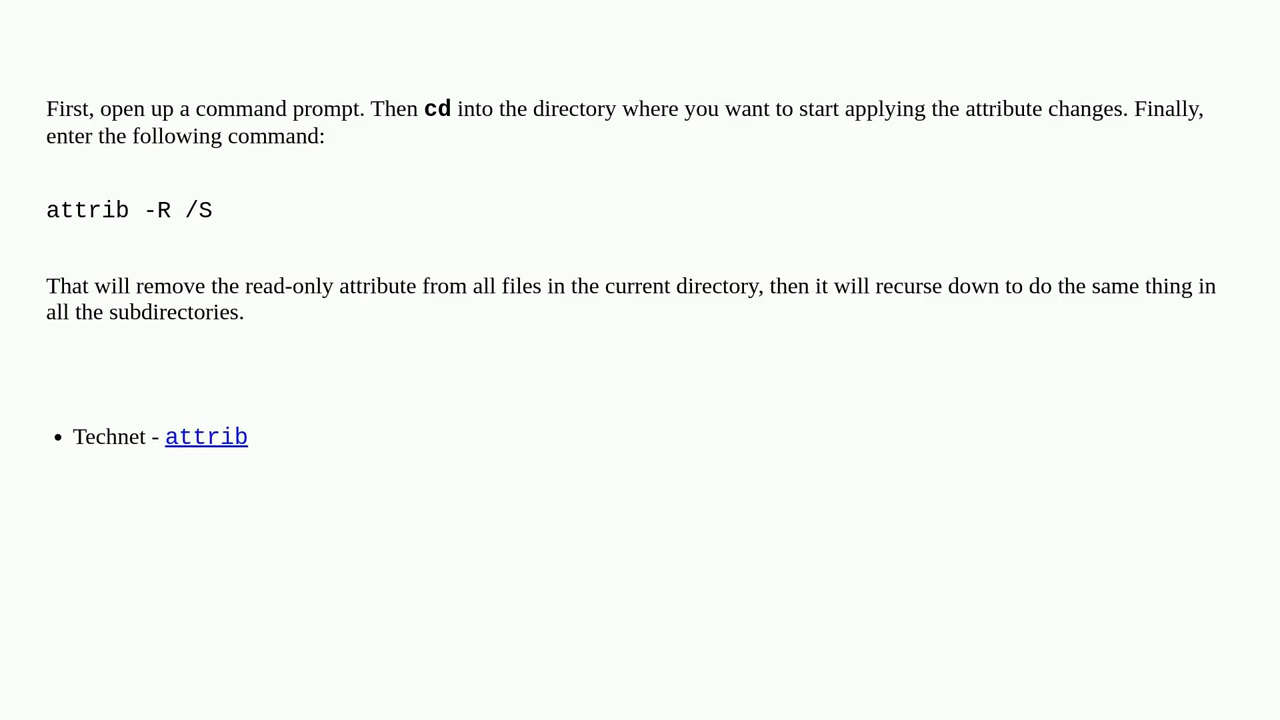 First, open up a command prompt. Then cd into the directory where you want to start applying the attribute changes. Finally,
enter the following command:
attrib -R /S
That will remove the read-only attribute from all files in the current directory, then it will recurse down to do the same thing in
all the subdirectories.
• Technet - attrib